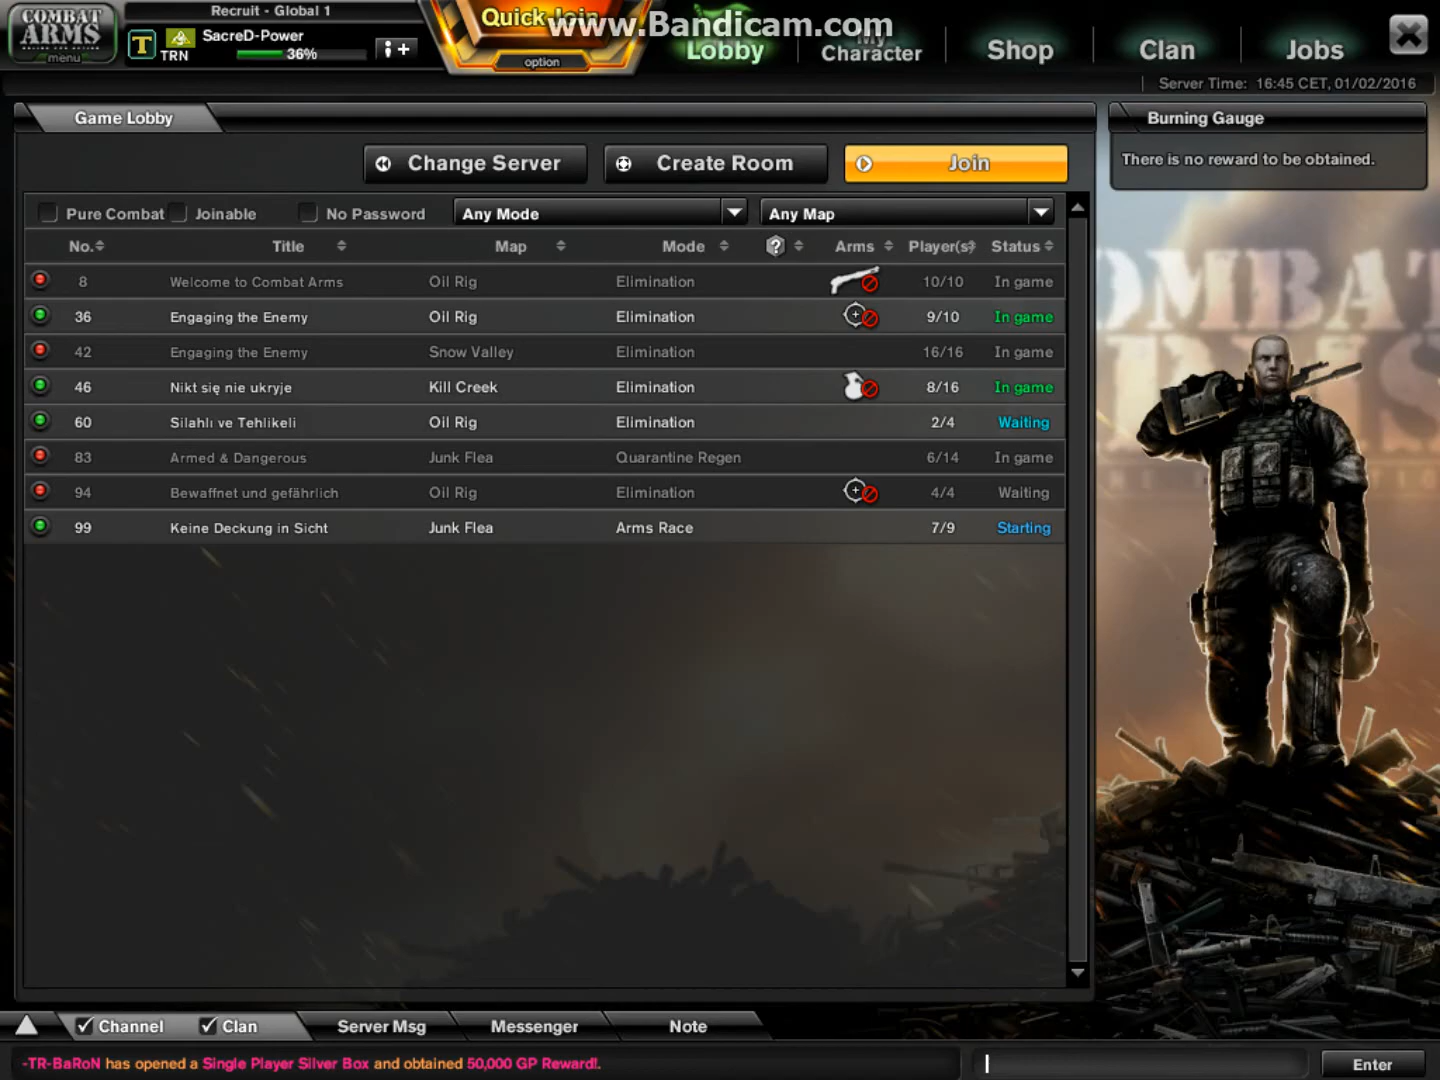 COMBAT ARMS
menu
Recruit - Global 1
T TRN SacreD-Power 36%
Quick Join
option
www.Bandicam.com
Lobby
My Character
Shop
Clan
Jobs
Server Time: 16:45 CET, 01/02/2016
Game Lobby
Burning Gauge
There is no reward to be obtained.
Change Server Create Room Join
Pure Combat Joinable No Password Any Mode Any Map
No. Title Map Mode ? Arms Player(s) Status
8 Welcome to Combat Arms Oil Rig Elimination 10/10 In game
36 Engaging the Enemy Oil Rig Elimination 9/10 In game
42 Engaging the Enemy Snow Valley Elimination 16/16 In game
46 Nikt się nie ukryje Kill Creek Elimination 8/16 In game
60 Silahlı ve Tehlikeli Oil Rig Elimination 2/4 Waiting
83 Armed & Dangerous Junk Flea Quarantine Regen 6/14 In game
94 Bewaffnet und gefährlich Oil Rig Elimination 4/4 Waiting
99 Keine Deckung in Sicht Junk Flea Arms Race 7/9 Starting
Channel Clan Server Msg Messenger Note
-TR-BaRoN has opened a Single Player Silver Box and obtained 50,000 GP Reward!.
Enter